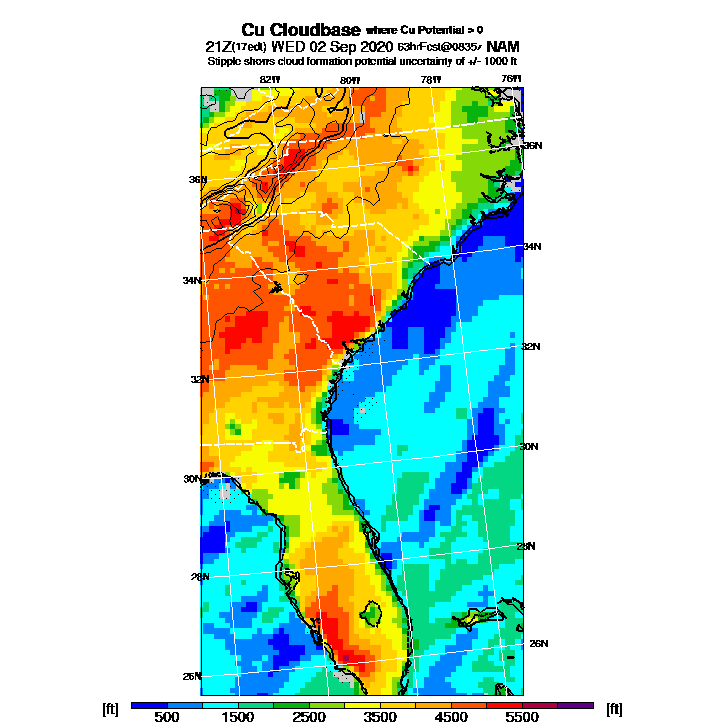 Cu Cloudbase where Cu Potential > 0
21Z(17edt) WED 02 Sep 2020 63hrFcst@0835z NAM
Stipple shows cloud formation potential uncertainty of +/- 1000 ft
82W 80W 78W 76W
36N
36N
34N
34N
32N
32N
30N
30N
28N
28N
26N
26N
[ft] 500 1500 2500 3500 4500 5500 [ft]